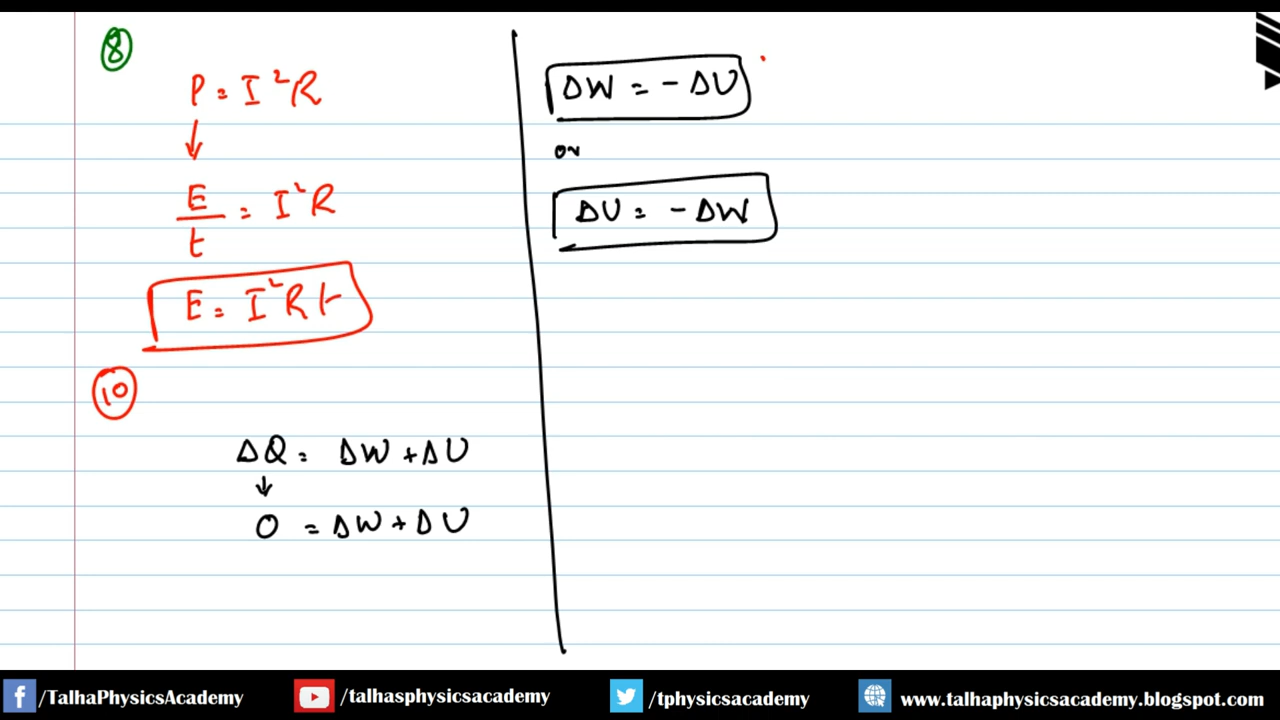 8
P = I²R
↓
E/t = I²R
E = I²Rt
10
ΔQ = ΔW + ΔU
↓
0 = ΔW + ΔU
ΔW = - ΔU
or
ΔU = - ΔW
/TalhaPhysicsAcademy
/talhasphysicsacademy
/tphysicsacademy
www.talhaphysicsacademy.blogspot.com